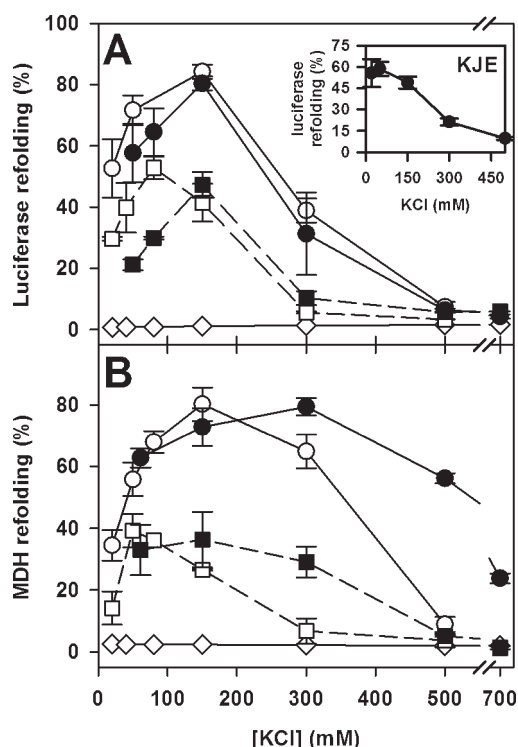 A
Luciferase refolding (%)
100
80
60
40
20
0
KJE
luciferase
refolding (%)
75
60
45
30
15
0
0 150 300 450
KCl (mM)
B
MDH refolding (%)
80
60
40
20
0
0 100 200 300 400 500 700
[KCl] (mM)